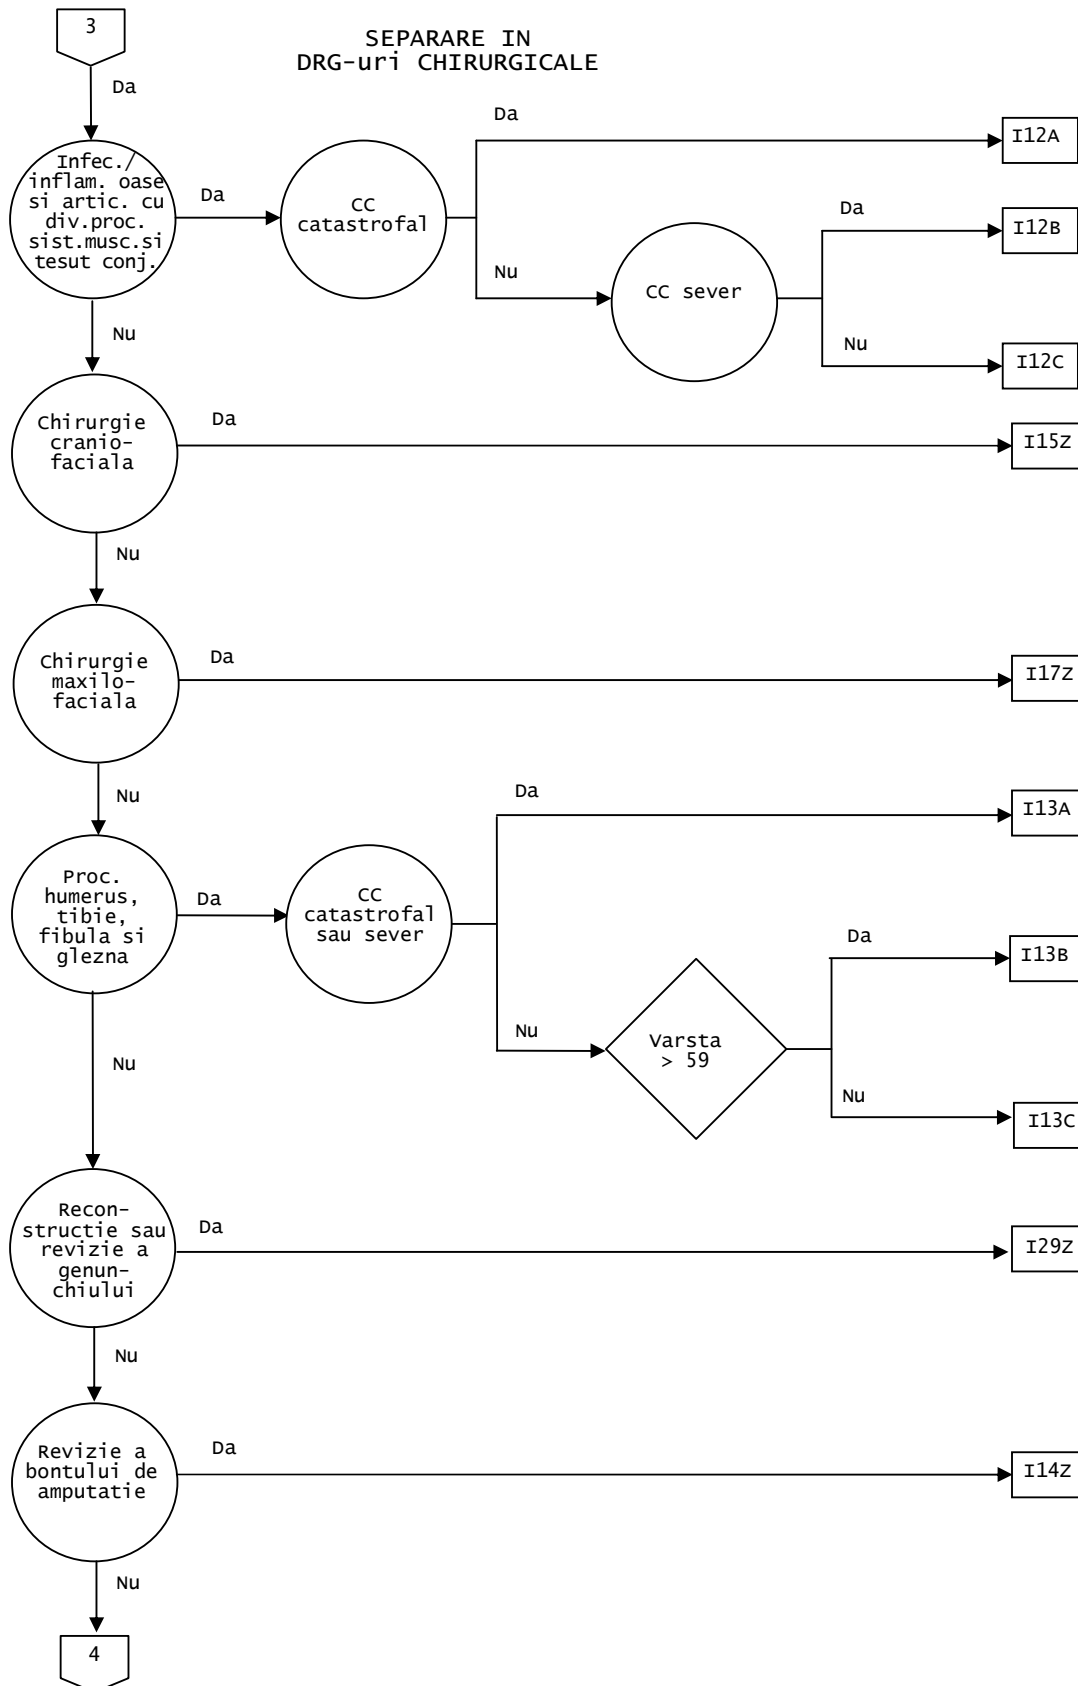 3
SEPARARE IN
DRG-uri CHIRURGICALE
Da
Infec./
inflam. oase
si artic. cu
div.proc.
sist.musc.si
tesut conj.
Da
CC
catastrofal
Da
I12A
Nu
CC sever
Da
I12B
Nu
I12C
Nu
Chirurgie
cranio-
faciala
Da
I15Z
Nu
Chirurgie
maxilo-
faciala
Da
I17Z
Nu
Proc.
humerus,
tibie,
fibula si
glezna
Da
CC
catastrofal
sau sever
Da
I13A
Nu
Varsta
> 59
Da
I13B
Nu
I13C
Nu
Recon-
structie sau
revizie a
genun-
chiului
Da
I29Z
Nu
Revizie a
bontului de
amputatie
Da
I14Z
Nu
4